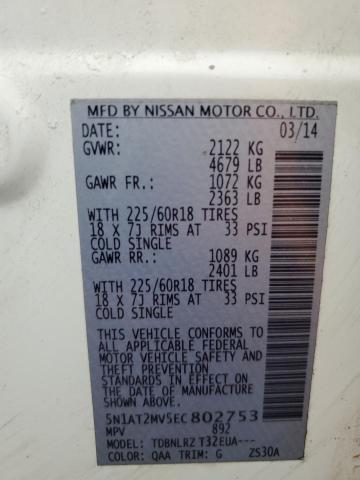 MFD BY NISSAN MOTOR CO., LTD.
DATE: 03/14
GVWR: 2122 KG
4679 LB
GAWR FR.: 1072 KG
2363 LB
WITH 225/60R18 TIRES
18 X 7J RIMS AT 33 PSI
COLD SINGLE
GAWR RR.: 1089 KG
2401 LB
WITH 225/60R18 TIRES
18 X 7J RIMS AT 33 PSI
COLD SINGLE
THIS VEHICLE CONFORMS TO
ALL APPLICABLE FEDERAL
MOTOR VEHICLE SAFETY AND
THEFT PREVENTION
STANDARDS IN EFFECT ON THE
DATE OF MANUFACTURE SHOWN
ABOVE.
5N1AT2MV5EC802753
MPV 892
MODEL: TDBNLRZ T32EUA---
COLOR: QAA TRIM: G ZS30A